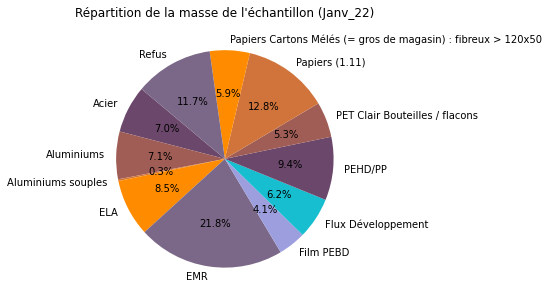 Répartition de la masse de l'échantillon (Janv_22)
Papiers Cartons Mélés (= gros de magasin) : fibreux > 120x50
5.9%
Papiers (1.11)
12.8%
PET Clair Bouteilles / flacons
5.3%
PEHD/PP
9.4%
Flux Développement
6.2%
Film PEBD
4.1%
EMR
21.8%
ELA
8.5%
Aluminiums souples
0.3%
Aluminiums
7.1%
Acier
7.0%
Refus
11.7%